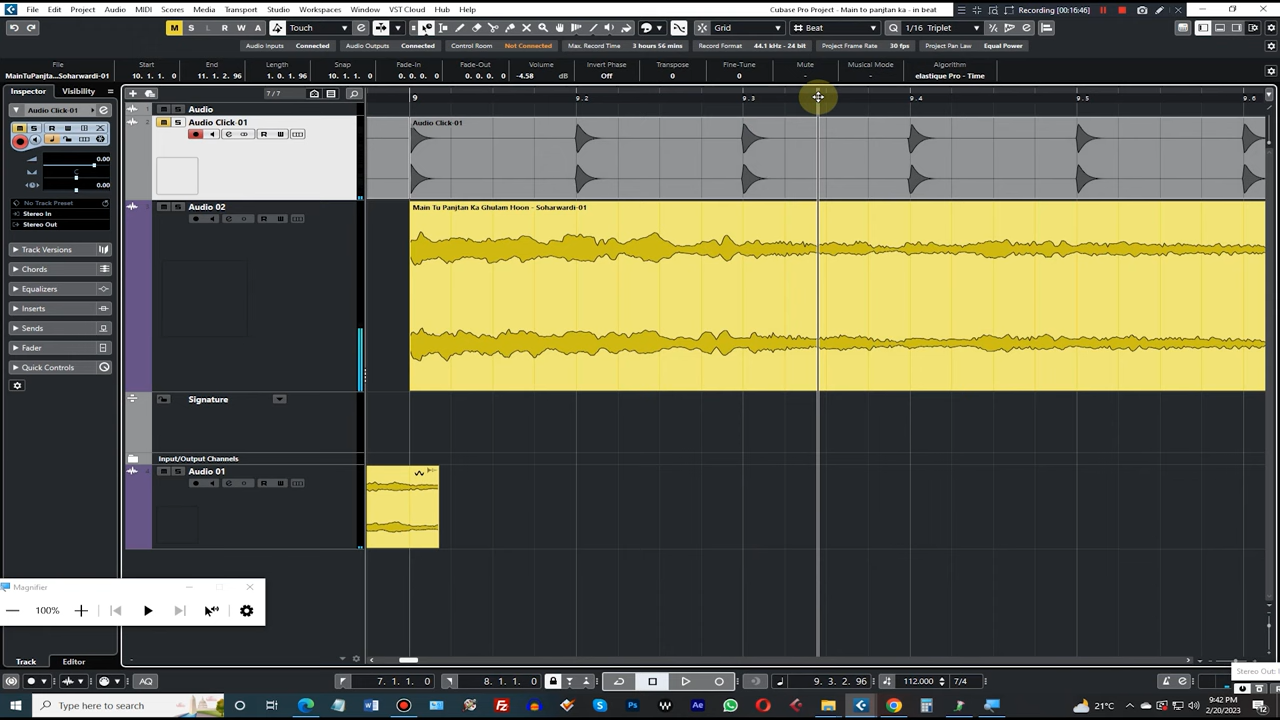 File Edit Project Audio MIDI Scores Media Transport Studio Workspaces Window VST Cloud Hub Help
Cubase Pro Project - Main to panjtan ka - in beat
Recording [00:16:46]
M S L R W A Touch Grid Beat 1/16 Triplet
Audio Inputs Connected Audio Outputs Connected Control Room Not Connected Max. Record Time 3 hours 56 mins Record Format 44.1 kHz - 24 bit Project Frame Rate 30 fps Project Pan Law Equal Power
File Start End Length Snap Fade-In Fade-Out Volume Invert Phase Transpose Fine-Tune Mute Musical Mode Algorithm
MainTuPanjta...Soharwardi-01 10. 1. 1. 0 11. 1. 2. 96 1. 0. 1. 96 10. 1. 1. 0 0. 0. 0. 0 0. 0. 0. 0 -4.58 dB Off 0 0 - - elastique Pro - Time
Inspector Visibility 7/7 9 9.2 9.3 9.4 9.5 9.6
Audio Click-01 e
1 M S Audio
2 M S Audio Click-01
R W
Audio Click-01
M S R W
0.00
C
0.00
No Track Preset
Stereo In
Stereo Out
3 M S Audio 02
R W
Main Tu Panjtan Ka Ghulam Hoon - Soharwardi-01
Track Versions
Chords
Equalizers
Inserts
Sends
Fader
Quick Controls
Signature
Input/Output Channels
4 M S Audio 01
R W
Magnifier
100%
Track Editor
Stereo Out:
AQ 7. 1. 1. 0 8. 1. 1. 0 9. 3. 2. 96 112.000 7/4
Type here to search
21°C
9:42 PM
2/20/2023